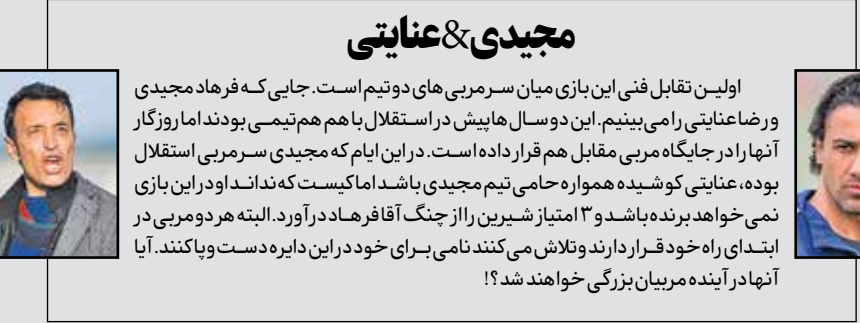 مجیدی&عنایتی
اولین تقابل فنی این بازی میان سرمربی های دو تیم است. جایی که فرهاد مجیدی
و رضا عنایتی را می بینیم. این دو سال ها پیش در استقلال با هم هم تیمی بودند اما روزگار
آنها را در جایگاه مربی مقابل هم قرار داده است. در این ایام که مجیدی سرمربی استقلال
بوده، عنایتی کوشیده همواره حامی تیم مجیدی باشد اما کیست که نداند او در این بازی
نمی خواهد برنده باشد و ۳ امتیاز شیرین را از چنگ آقا فرهاد در آورد. البته هر دو مربی در
ابتدای راه خود قرار دارند و تلاش می کنند نامی برای خود در این دایره دست و پا کنند. آیا
آنها در آینده مربیان بزرگی خواهند شد؟!